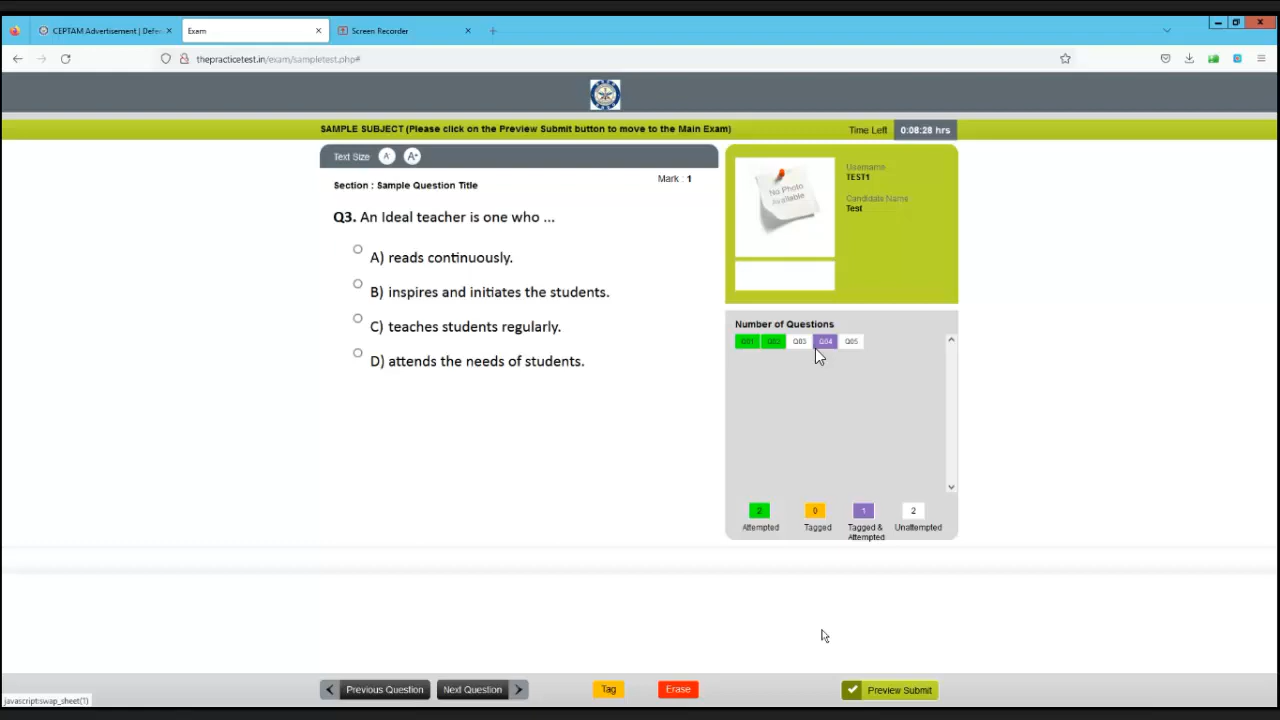 CEPTAM Advertisement | Defen
Exam
Screen Recorder
thepracticetest.in/exam/sampletest.php#
SAMPLE SUBJECT (Please click on the Preview Submit button to move to the Main Exam)
Time Left
0:08:28 hrs
Text Size
A-
A+
Section : Sample Question Title
Mark : 1
Q3. An Ideal teacher is one who ...
A) reads continuously.
B) inspires and initiates the students.
C) teaches students regularly.
D) attends the needs of students.
No Photo
Available
Username
TEST1
Candidate Name
Test
Number of Questions
Q01 Q02 Q03 Q04 Q05
2 0 1 2
Attempted Tagged Tagged & Unattempted
Attempted
Previous Question
Next Question
Tag
Erase
Preview Submit
javascript:swap_sheet(1)